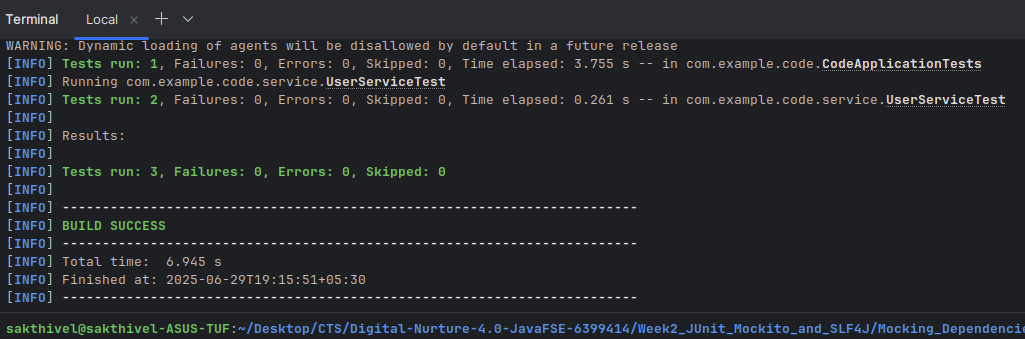 Terminal Local × +
WARNING: Dynamic loading of agents will be disallowed by default in a future release
[INFO] Tests run: 1, Failures: 0, Errors: 0, Skipped: 0, Time elapsed: 3.755 s -- in com.example.code.CodeApplicationTests
[INFO] Running com.example.code.service.UserServiceTest
[INFO] Tests run: 2, Failures: 0, Errors: 0, Skipped: 0, Time elapsed: 0.261 s -- in com.example.code.service.UserServiceTest
[INFO]
[INFO] Results:
[INFO]
[INFO] Tests run: 3, Failures: 0, Errors: 0, Skipped: 0
[INFO]
[INFO] ------------------------------------------------------------------------
[INFO] BUILD SUCCESS
[INFO] ------------------------------------------------------------------------
[INFO] Total time:  6.945 s
[INFO] Finished at: 2025-06-29T19:15:51+05:30
[INFO] ------------------------------------------------------------------------
sakthivel@sakthivel-ASUS-TUF:~/Desktop/CTS/Digital-Nurture-4.0-JavaFSE-6399414/Week2_JUnit_Mockito_and_SLF4J/Mocking_Dependencie